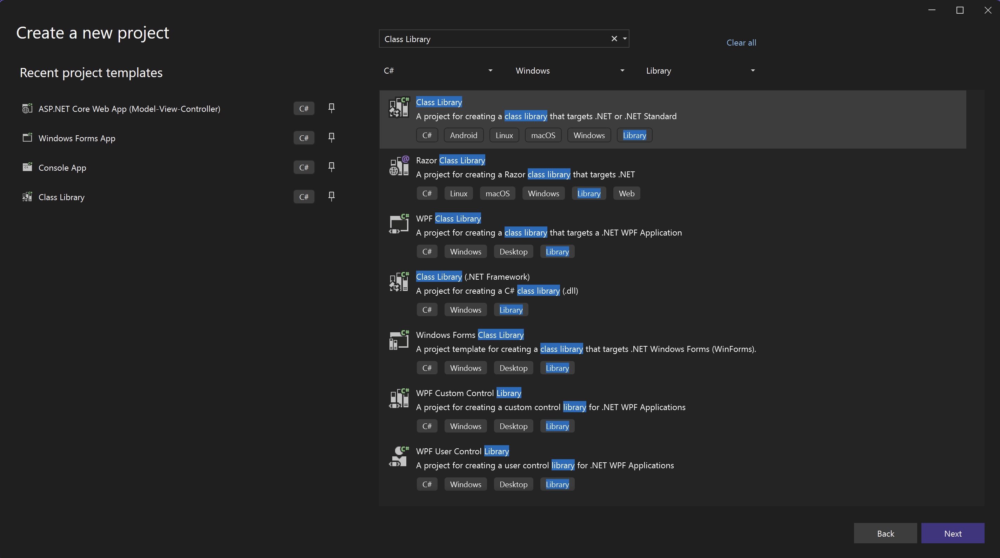 Create a new project
Recent project templates
ASP.NET Core Web App (Model-View-Controller) C#
Windows Forms App C#
Console App C#
Class Library C#
Class Library
Clear all
C# Windows Library
Class Library
A project for creating a class library that targets .NET or .NET Standard
C# Android Linux macOS Windows Library
Razor Class Library
A project for creating a Razor class library that targets .NET
C# Linux macOS Windows Library Web
WPF Class Library
A project for creating a class library that targets a .NET WPF Application
C# Windows Desktop Library
Class Library (.NET Framework)
A project for creating a C# class library (.dll)
C# Windows Library
Windows Forms Class Library
A project template for creating a class library that targets .NET Windows Forms (WinForms).
C# Windows Desktop Library
WPF Custom Control Library
A project for creating a custom control library for .NET WPF Applications
C# Windows Desktop Library
WPF User Control Library
A project for creating a user control library for .NET WPF Applications
C# Windows Desktop Library
Back Next